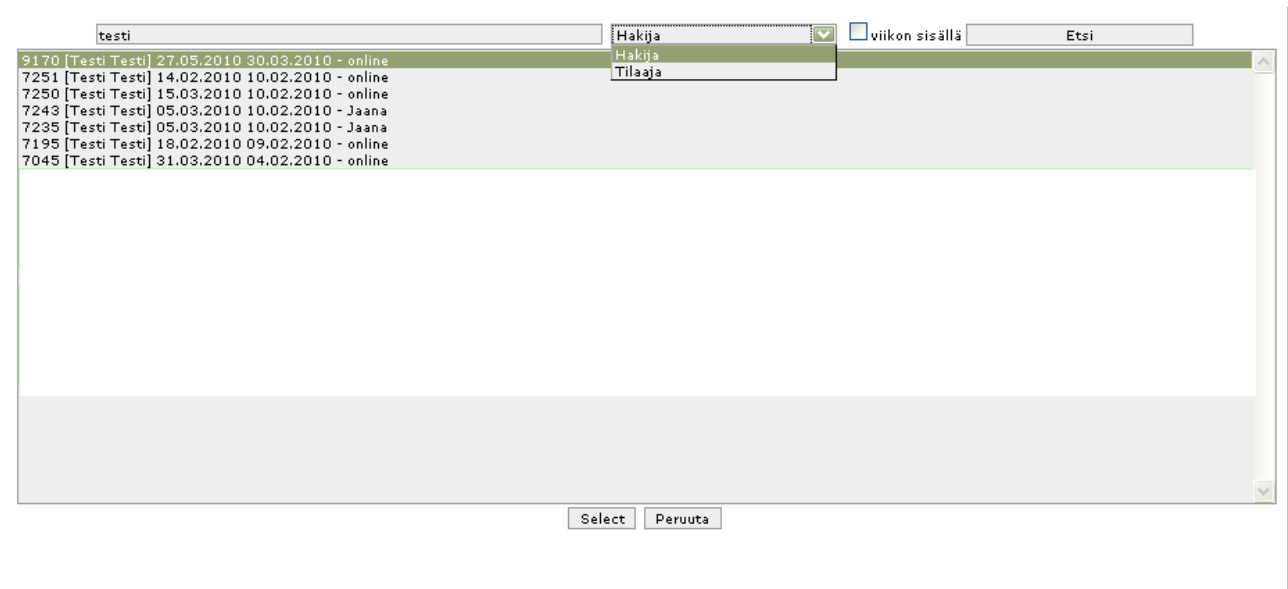 testi Hakija viikon sisällä Etsi
Hakija
Tilaaja
9170 [Testi Testi] 27.05.2010 30.03.2010 - online
7251 [Testi Testi] 14.02.2010 10.02.2010 - online
7250 [Testi Testi] 15.03.2010 10.02.2010 - online
7243 [Testi Testi] 05.03.2010 10.02.2010 - Jaana
7235 [Testi Testi] 05.03.2010 10.02.2010 - Jaana
7195 [Testi Testi] 18.02.2010 09.02.2010 - online
7045 [Testi Testi] 31.03.2010 04.02.2010 - online
Select Peruuta